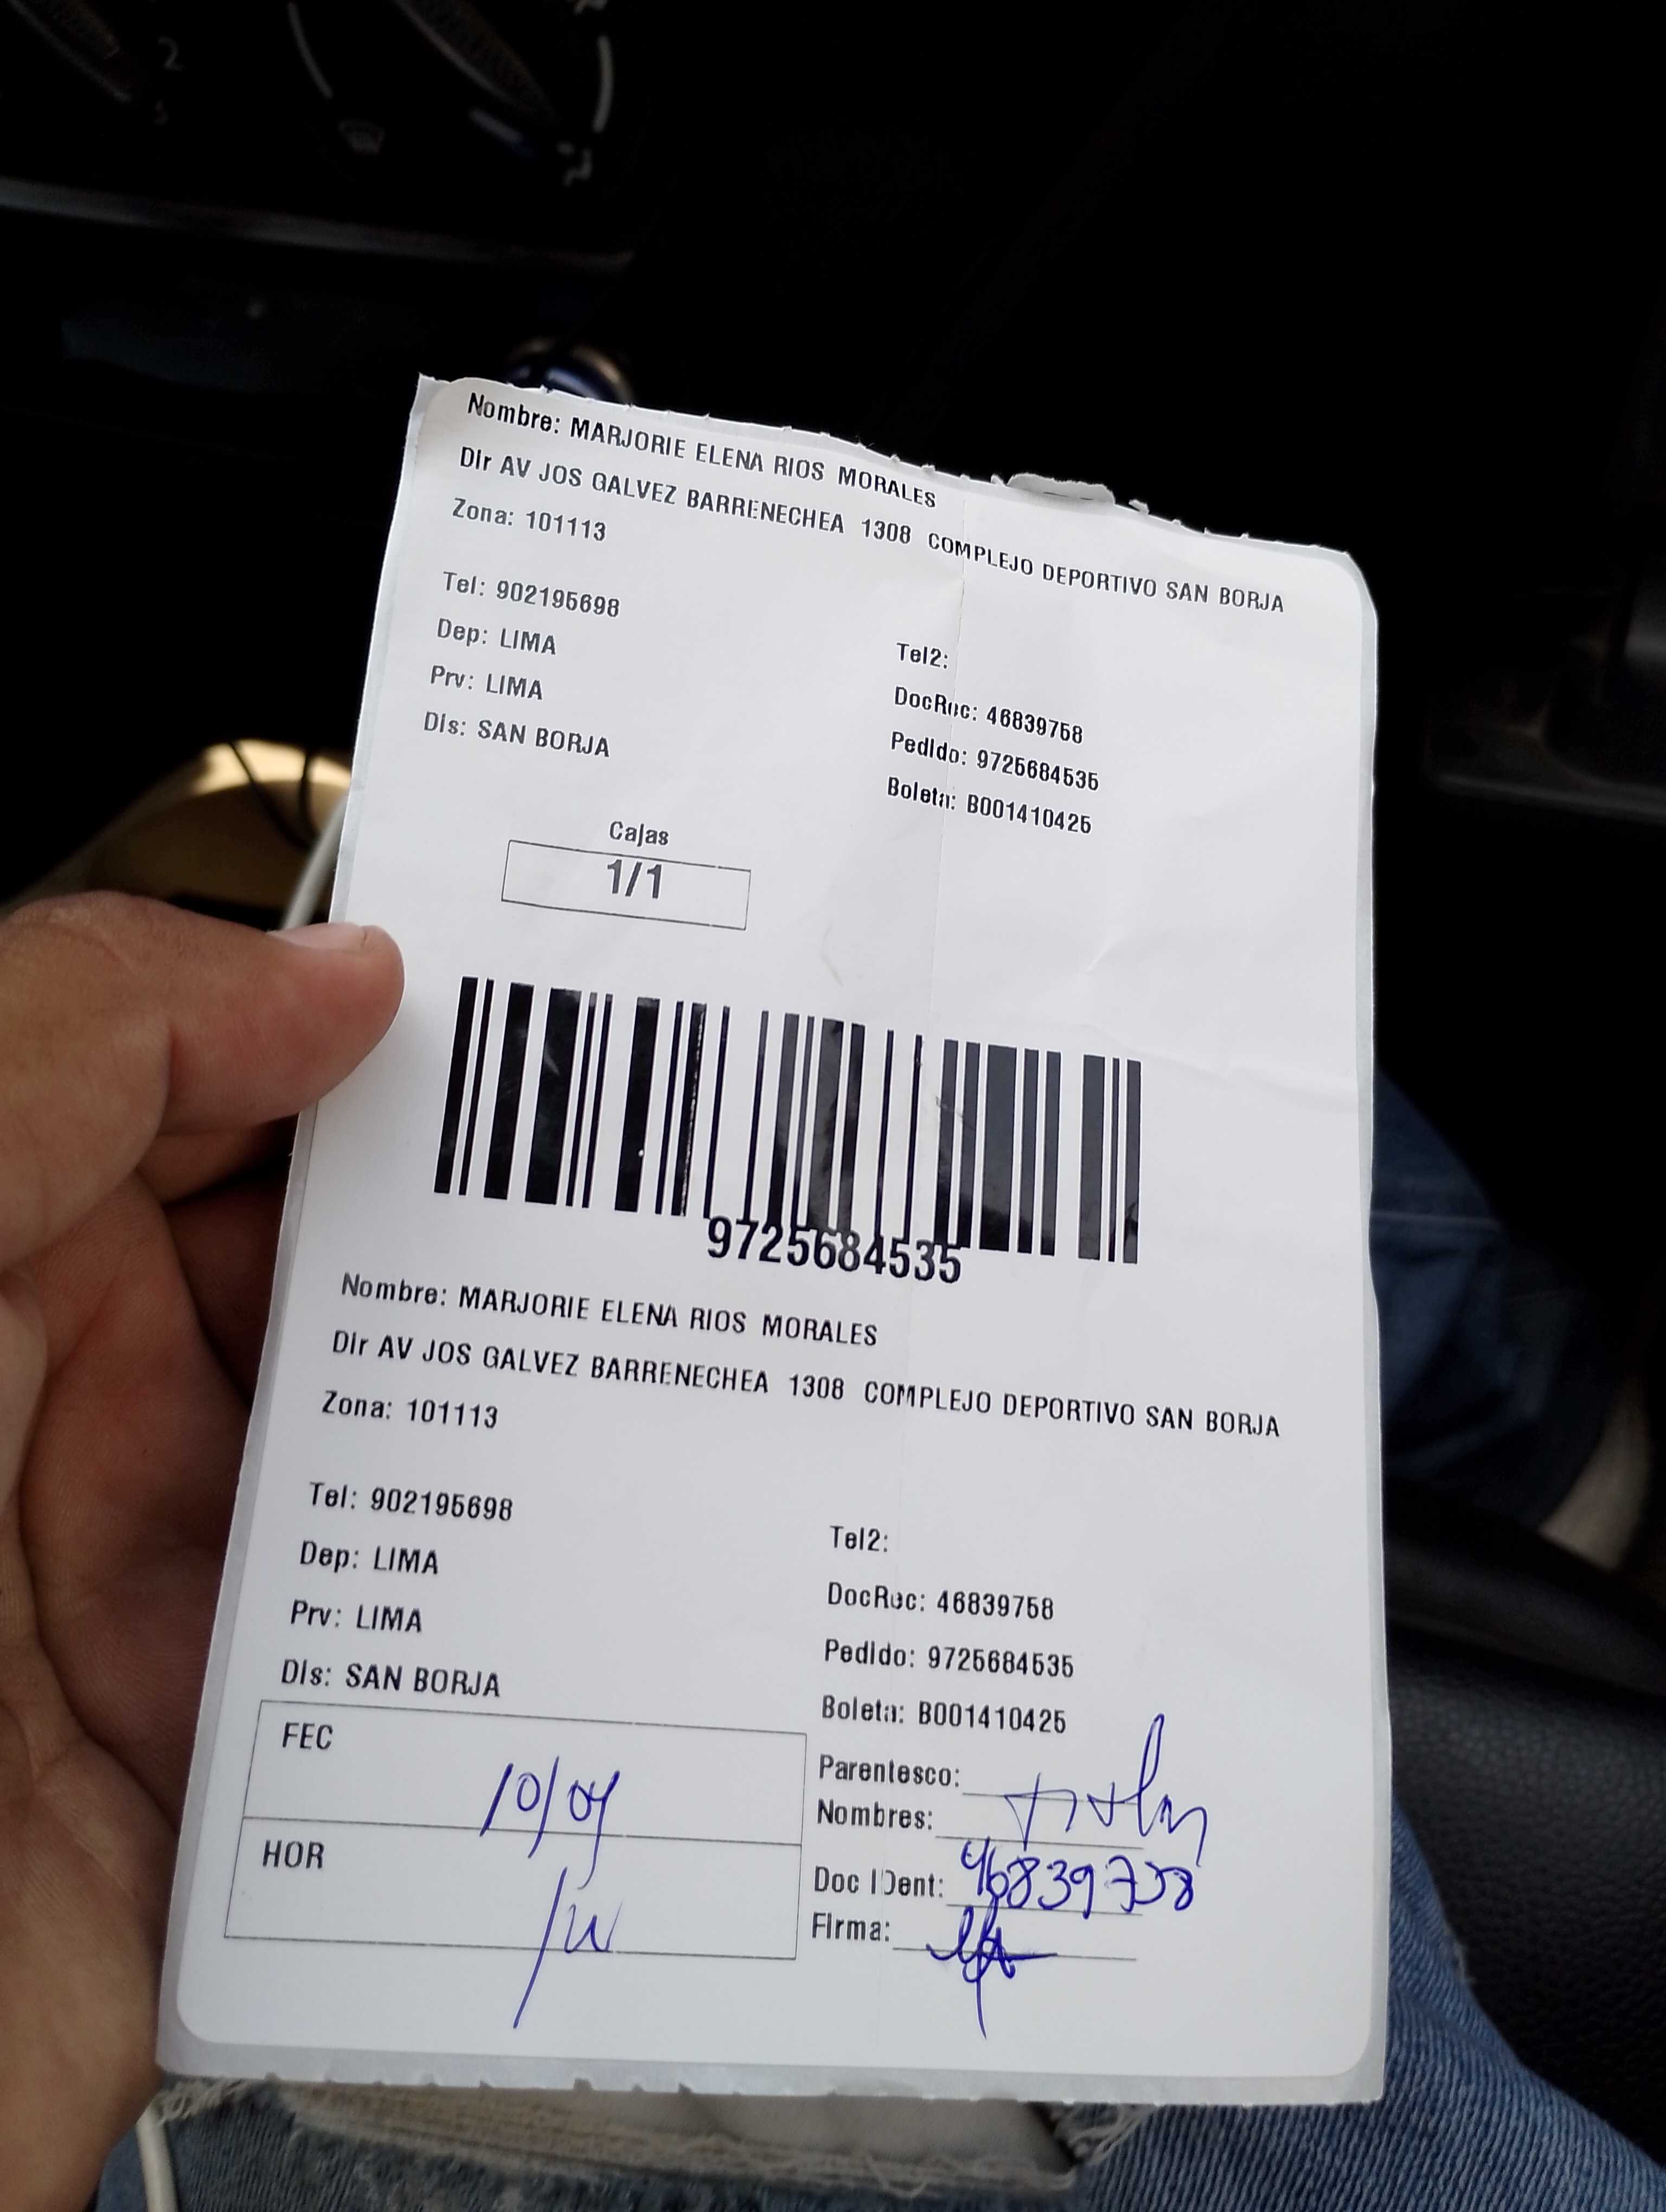 Nombre: MARJORIE ELENA RIOS MORALES
Dir AV JOS GALVEZ BARRENECHEA 1308 COMPLEJO DEPORTIVO SAN BORJA
Zona: 101113
Tel: 902195698
Tel2:
Dep: LIMA
DocRec: 46839758
Prv: LIMA
Pedido: 9725684535
Dis: SAN BORJA
Boleta: B001410425
Cajas
1/1
9725684535
Nombre: MARJORIE ELENA RIOS MORALES
Dir AV JOS GALVEZ BARRENECHEA 1308 COMPLEJO DEPORTIVO SAN BORJA
Zona: 101113
Tel: 902195698
Tel2:
Dep: LIMA
DocRec: 46839758
Prv: LIMA
Pedido: 9725684535
Dis: SAN BORJA
Boleta: B001410425
FEC 10/07
Parentesco:
Nombres:
HOR
Doc IDent: 46839758
Firma: